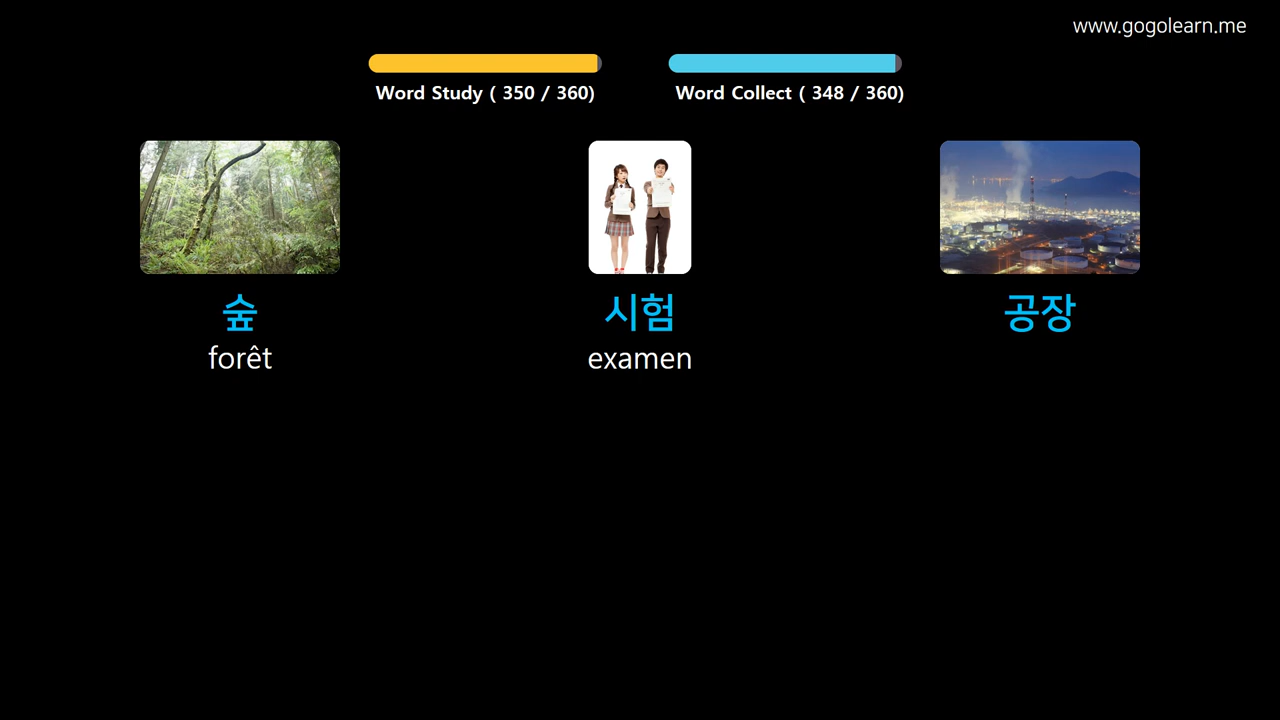 www.gogolearn.me
Word Study ( 350 / 360)
Word Collect ( 348 / 360)
숲
시험
공장
forêt
examen